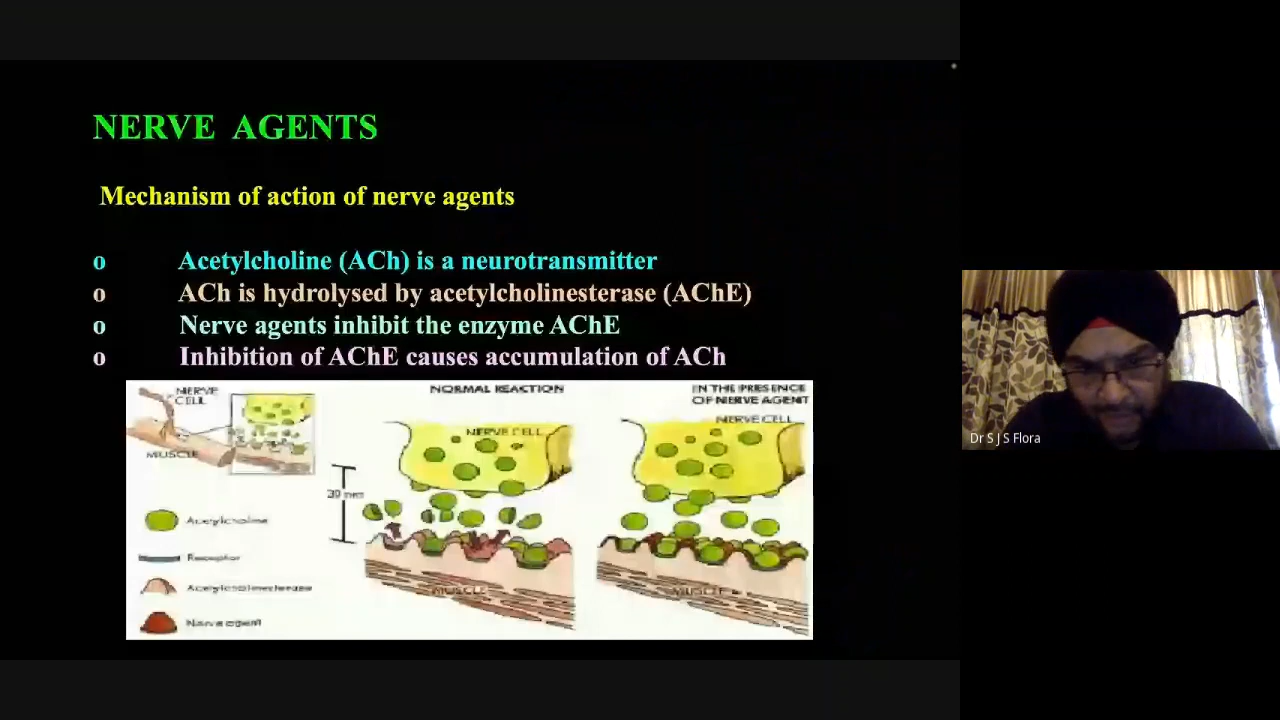 NERVE AGENTS
Mechanism of action of nerve agents
o Acetylcholine (ACh) is a neurotransmitter
o ACh is hydrolysed by acetylcholinesterase (AChE)
o Nerve agents inhibit the enzyme AChE
o Inhibition of AChE causes accumulation of ACh
NERVE
CELL
MUSCLE
Acetylcholine
Receptor
Acetylcholinesterase
Nerve agent
NORMAL REACTION
NERVE CELL
MUSCLE
IN THE PRESENCE
OF NERVE AGENT
NERVE CELL
MUSCLE
Dr S J S Flora